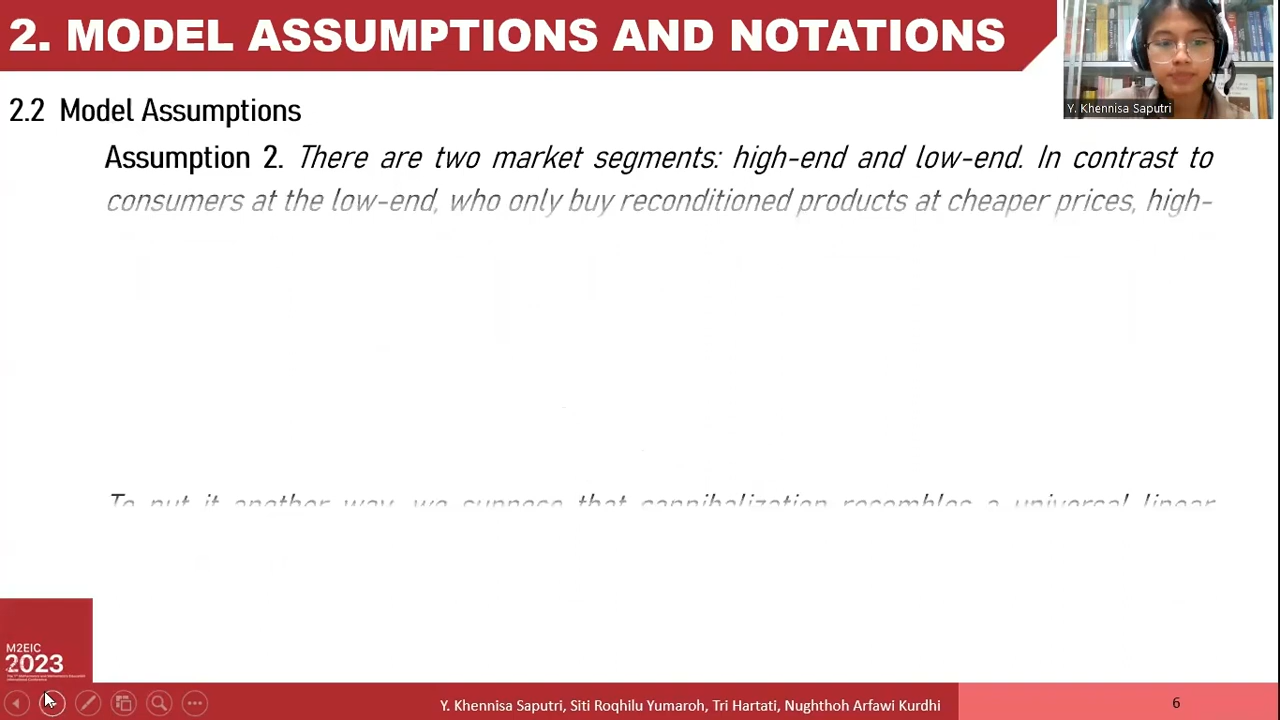 2. MODEL ASSUMPTIONS AND NOTATIONS
Y. Khennisa Saputri
2.2 Model Assumptions
Assumption 2. There are two market segments: high-end and low-end. In contrast to
consumers at the low-end, who only buy reconditioned products at cheaper prices, high-
To put it another way, we suppose that cannibalization resembles a universal linear
M2EIC
2023
Y. Khennisa Saputri, Siti Roqhilu Yumaroh, Tri Hartati, Nughthoh Arfawi Kurdhi
6